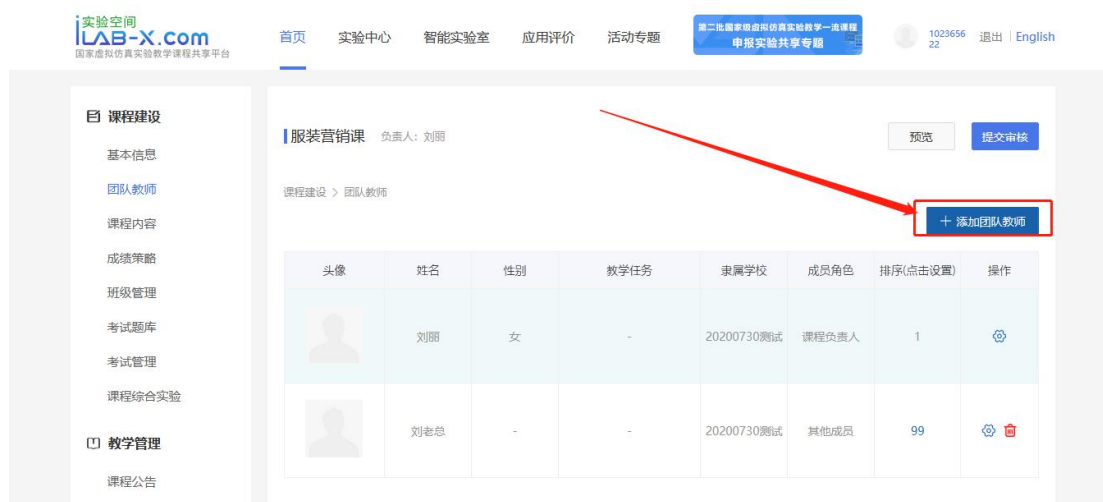 实验空间
iLAB-X.com
国家虚拟仿真实验教学课程共享平台
首页 实验中心 智能实验室 应用评价 活动专题
第二批国家级虚拟仿真实验教学一流课程
申报实验共享专题
1023656
22
退出 | English
课程建设
基本信息
团队教师
课程内容
成绩策略
班级管理
考试题库
考试管理
课程综合实验
教学管理
课程公告
服装营销课 负责人：刘丽
预览 提交审核
课程建设 > 团队教师
+ 添加团队教师
头像 姓名 性别 教学任务 隶属学校 成员角色 排序(点击设置) 操作
刘丽 女 - 20200730测试 课程负责人 1
刘老总 - - 20200730测试 其他成员 99